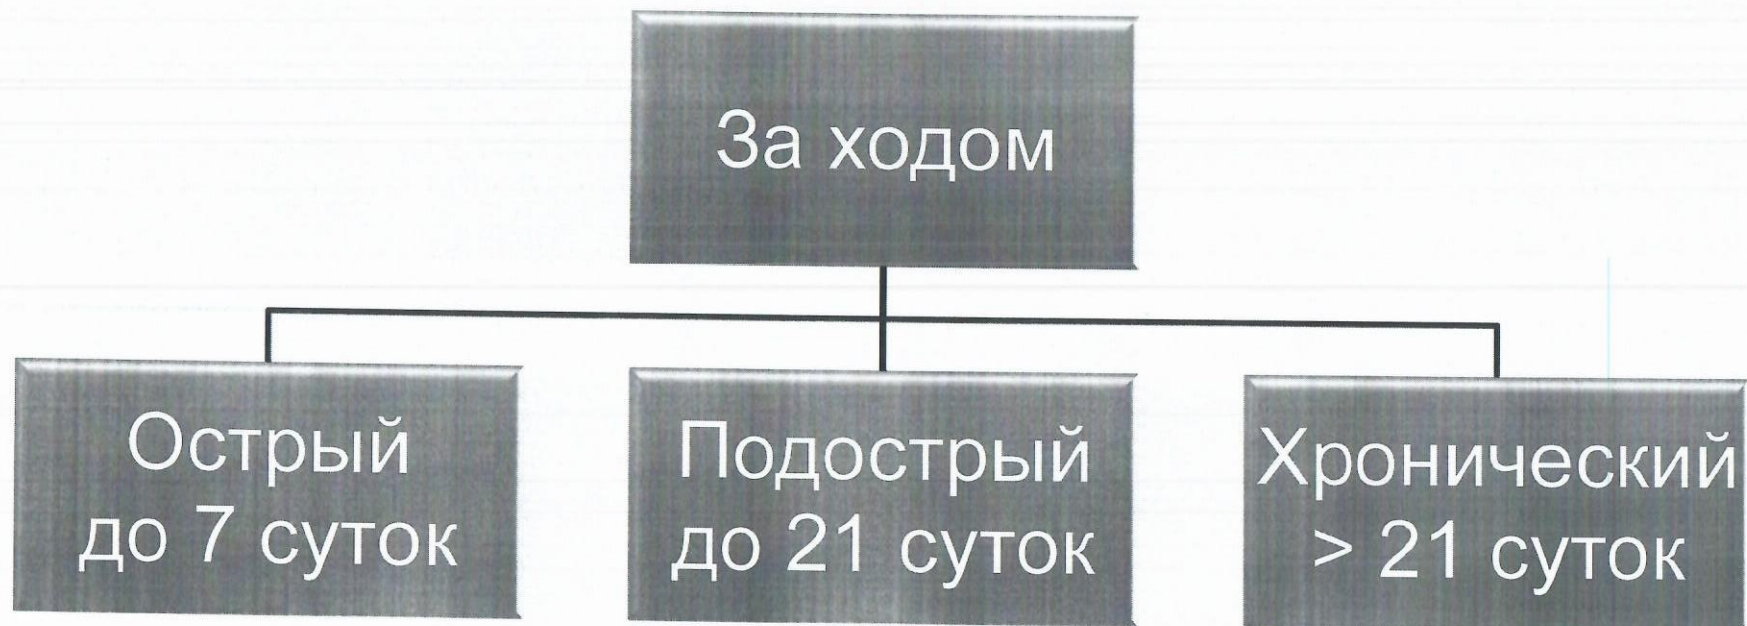 За ходом
Острый
до 7 суток
Подострый
до 21 суток
Хронический
> 21 суток